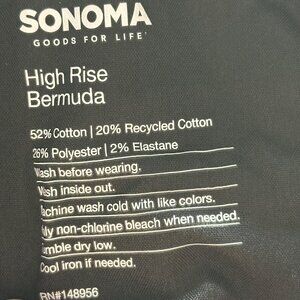 SONOMA
GOODS FOR LIFE
High Rise
Bermuda
52% Cotton | 20% Recycled Cotton
26% Polyester | 2% Elastane
Wash before wearing.
Wash inside out.
achine wash cold with like colors.
ly non-chlorine bleach when needed.
umble dry low.
Cool iron if needed.
RN#148956